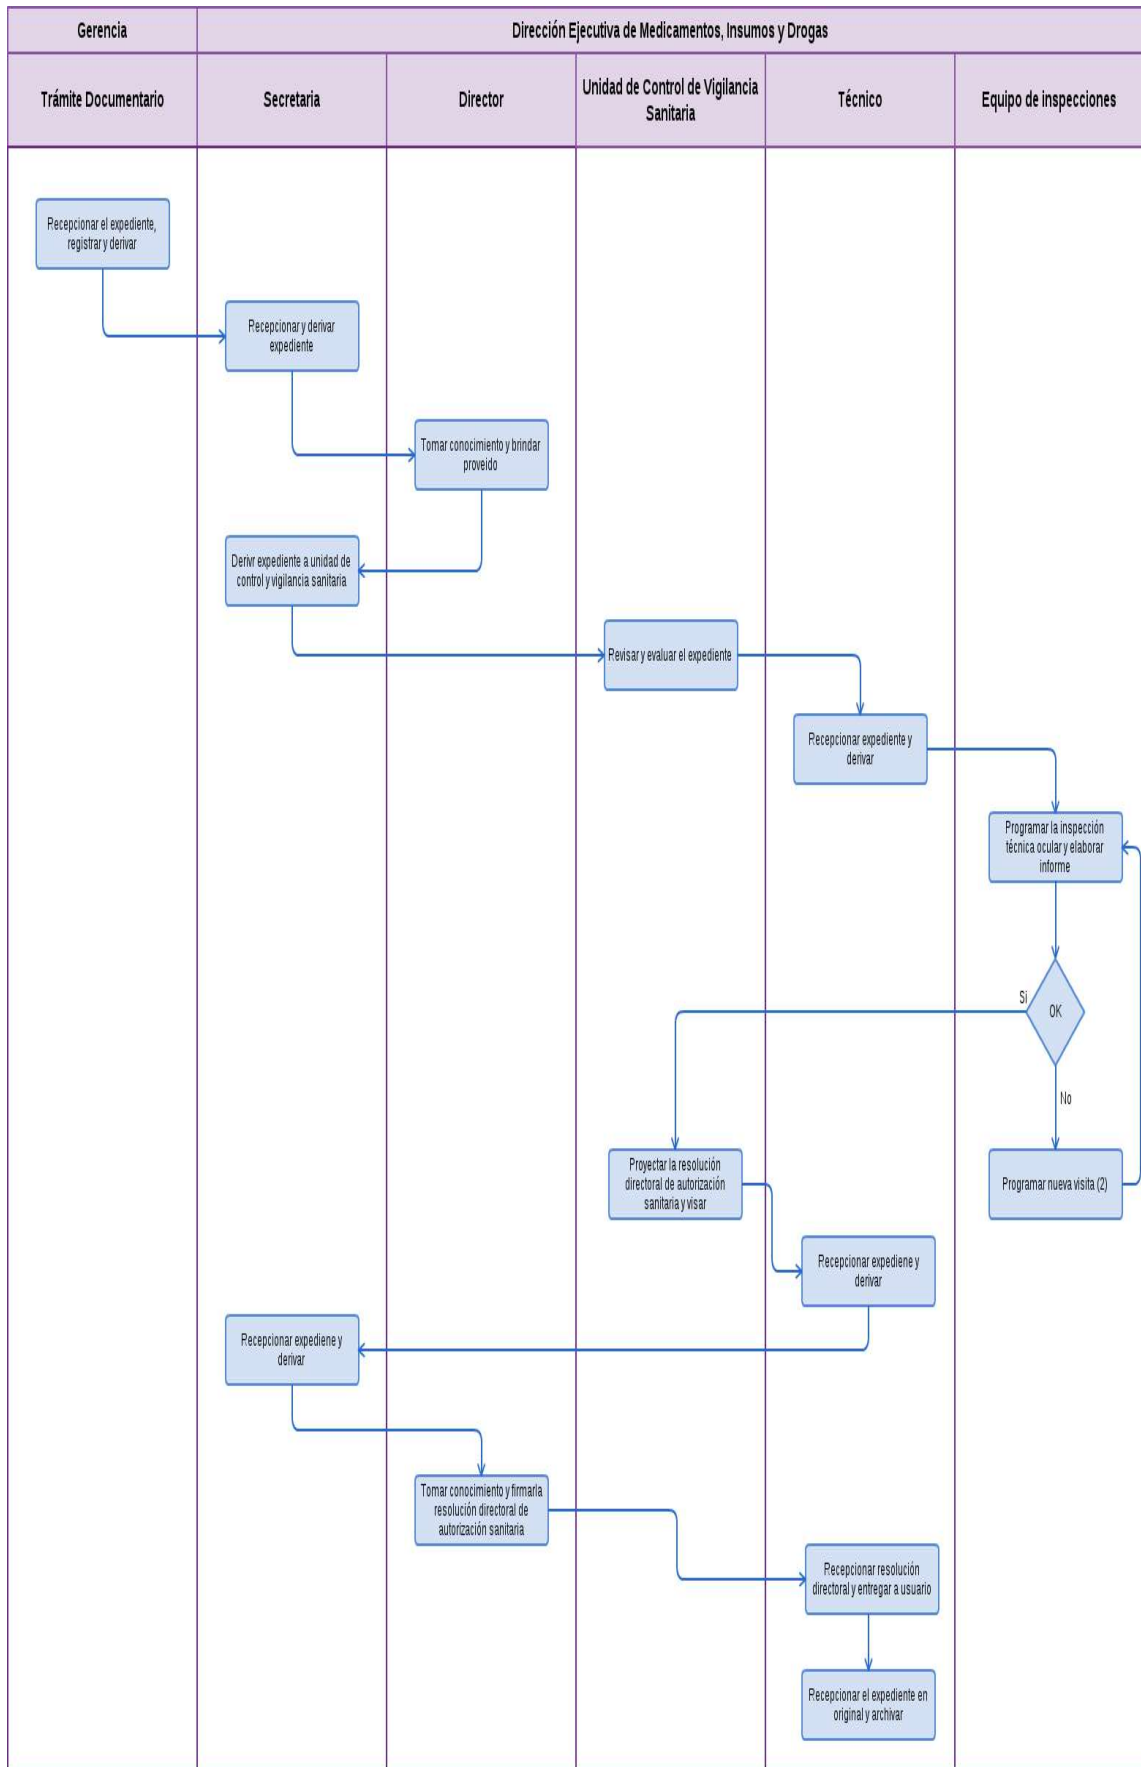 Gerencia
Dirección Ejecutiva de Medicamentos, Insumos y Drogas
Trámite Documentario
Secretaria
Director
Unidad de Control de Vigilancia
Sanitaria
Técnico
Equipo de inspecciones
Recepcionar el expediente,
registrar y derivar
Recepcionar y derivar
expediente
Tomar conocimiento y brindar
proveido
Derivr expediente a unidad de
control y vigilancia sanitaria
Revisar y evaluar el expediente
Recepcionar expediente y
derivar
Programar la inspección
técnica ocular y elaborar
informe
Si
OK
No
Proyectar la resolución
directoral de autorización
sanitaria y visar
Programar nueva visita (2)
Recepcionar expediene y
derivar
Recepcionar expediene y
derivar
Tomar conocimiento y firmarla
resolución directoral de
autorización sanitaria
Recepcionar resolución
directoral y entregar a usuario
Recepcionar el expediente en
original y archivar